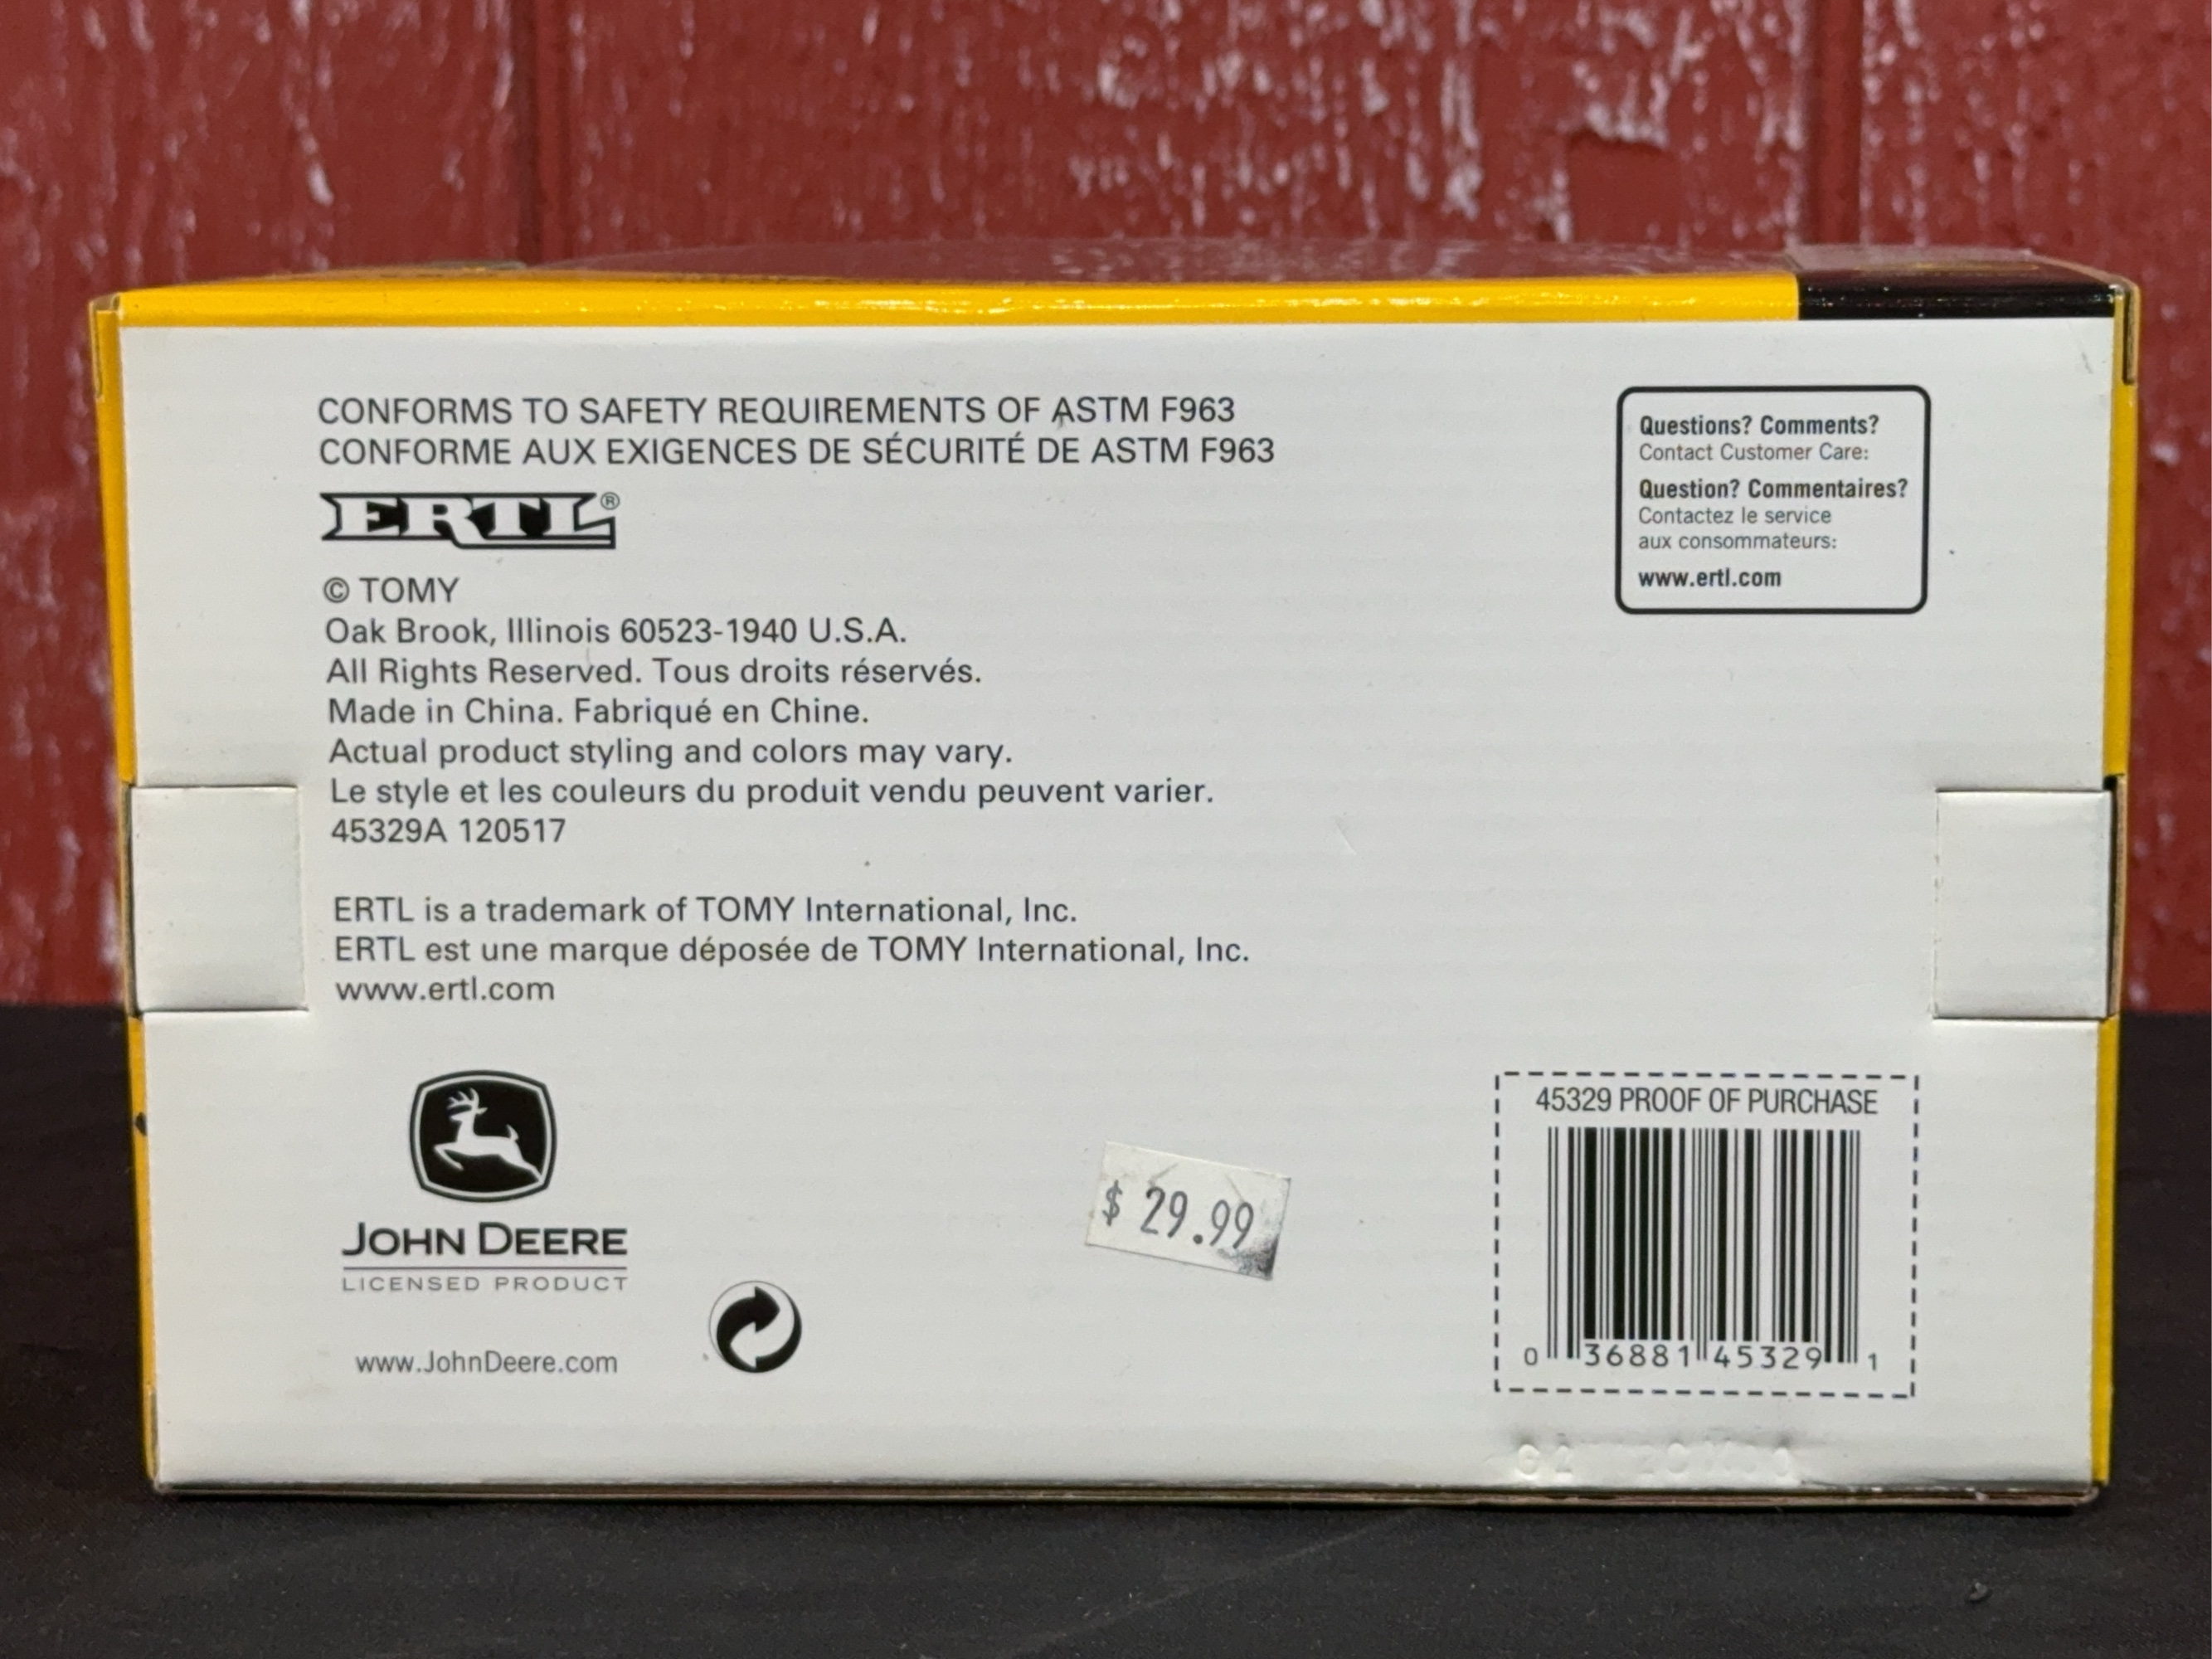 CONFORMS TO SAFETY REQUIREMENTS OF ASTM F963
CONFORME AUX EXIGENCES DE SÉCURITÉ DE ASTM F963
ERTL®
© TOMY
Oak Brook, Illinois 60523-1940 U.S.A.
All Rights Reserved. Tous droits réservés.
Made in China. Fabriqué en Chine.
Actual product styling and colors may vary.
Le style et les couleurs du produit vendu peuvent varier.
45329A 120517
ERTL is a trademark of TOMY International, Inc.
ERTL est une marque déposée de TOMY International, Inc.
www.ertl.com
JOHN DEERE
LICENSED PRODUCT
www.JohnDeere.com
Questions? Comments?
Contact Customer Care:
Question? Commentaires?
Contactez le service
aux consommateurs:
www.ertl.com
$ 29.99
45329 PROOF OF PURCHASE
0 36881 45329 1